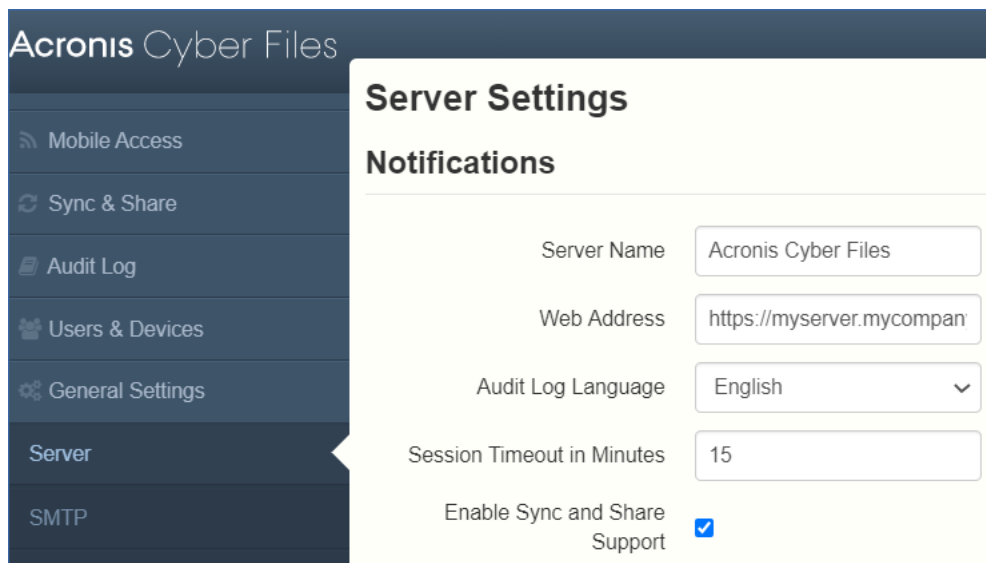 Acronis Cyber Files
Mobile Access
Sync & Share
Audit Log
Users & Devices
General Settings
Server
SMTP
Server Settings
Notifications
Server Name
Acronis Cyber Files
Web Address
https://myserver.mycompany
Audit Log Language
English
Session Timeout in Minutes
15
Enable Sync and Share
Support